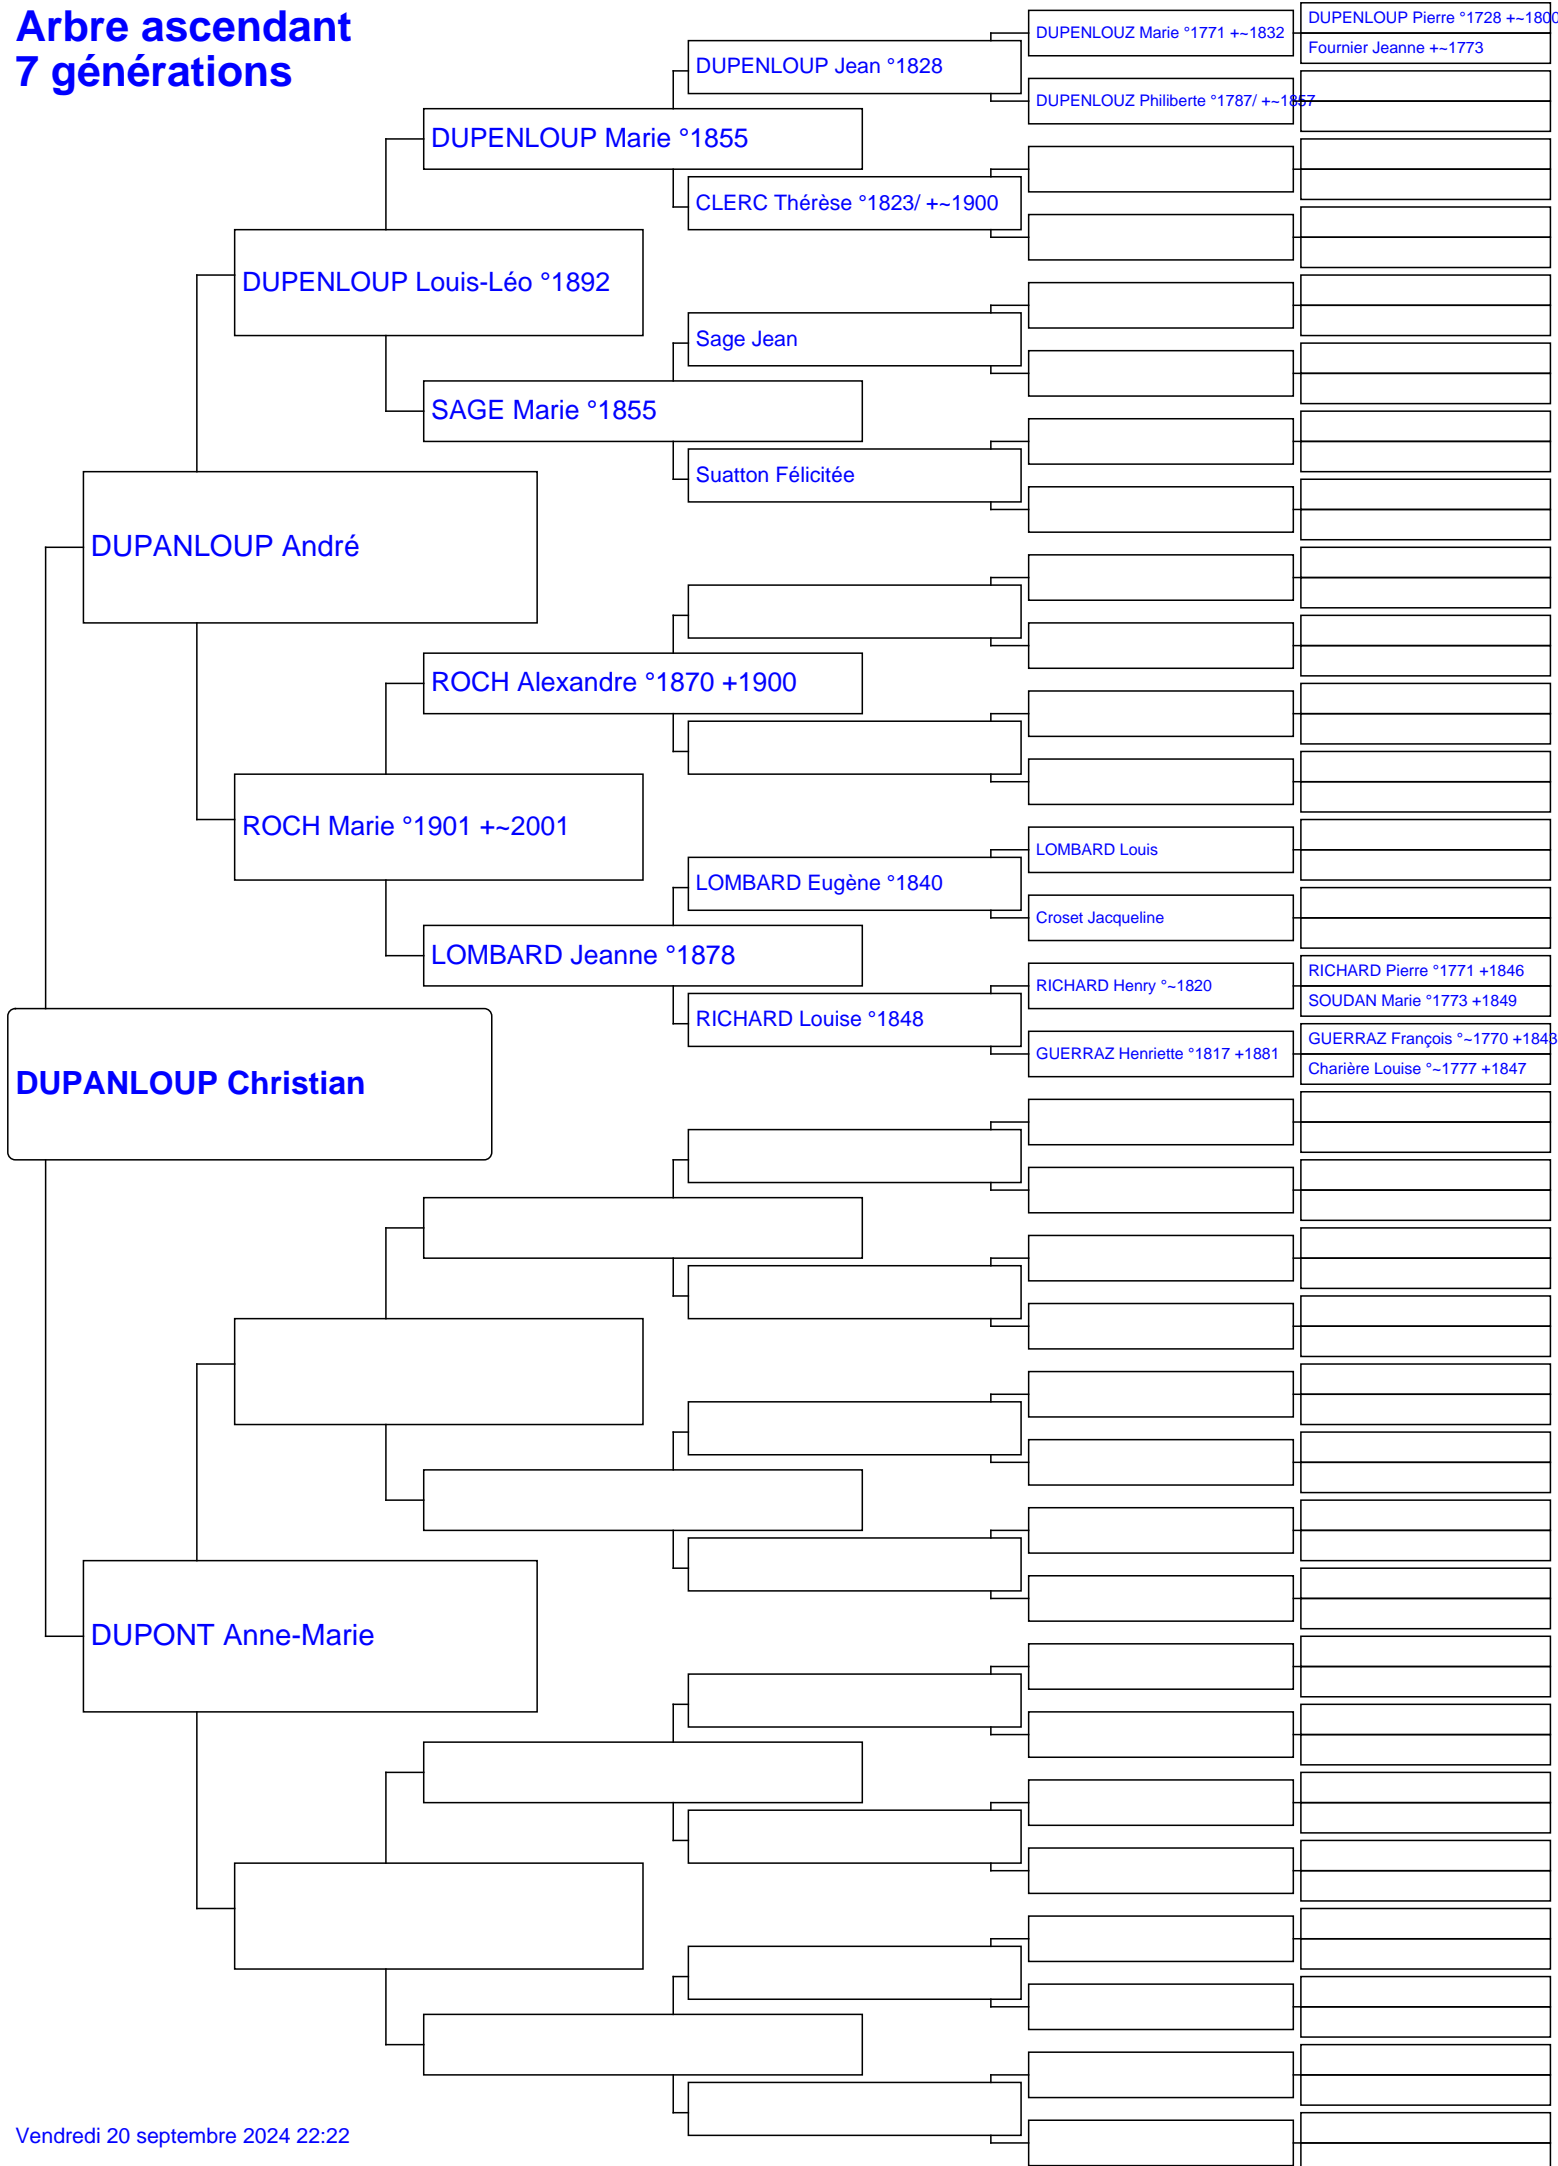 Arbre ascendant
7 générations
DUPENLOUP Pierre °1728 +~1800
DUPENLOUZ Marie °1771 +~1832
Fournier Jeanne +~1773
DUPENLOUP Jean °1828
DUPENLOUZ Philiberte °1787/ +~1857
DUPENLOUP Marie °1855
CLERC Thérèse °1823/ +~1900
DUPENLOUP Louis-Léo °1892
Sage Jean
SAGE Marie °1855
Suatton Félicitée
DUPANLOUP André
ROCH Alexandre °1870 +1900
ROCH Marie °1901 +~2001
LOMBARD Louis
LOMBARD Eugène °1840
Croset Jacqueline
LOMBARD Jeanne °1878
RICHARD Pierre °1771 +1846
RICHARD Henry °~1820
SOUDAN Marie °1773 +1849
RICHARD Louise °1848
GUERRAZ François °~1770 +1843
GUERRAZ Henriette °1817 +1881
Charière Louise °~1777 +1847
DUPANLOUP Christian
DUPONT Anne-Marie
Vendredi 20 septembre 2024 22:22